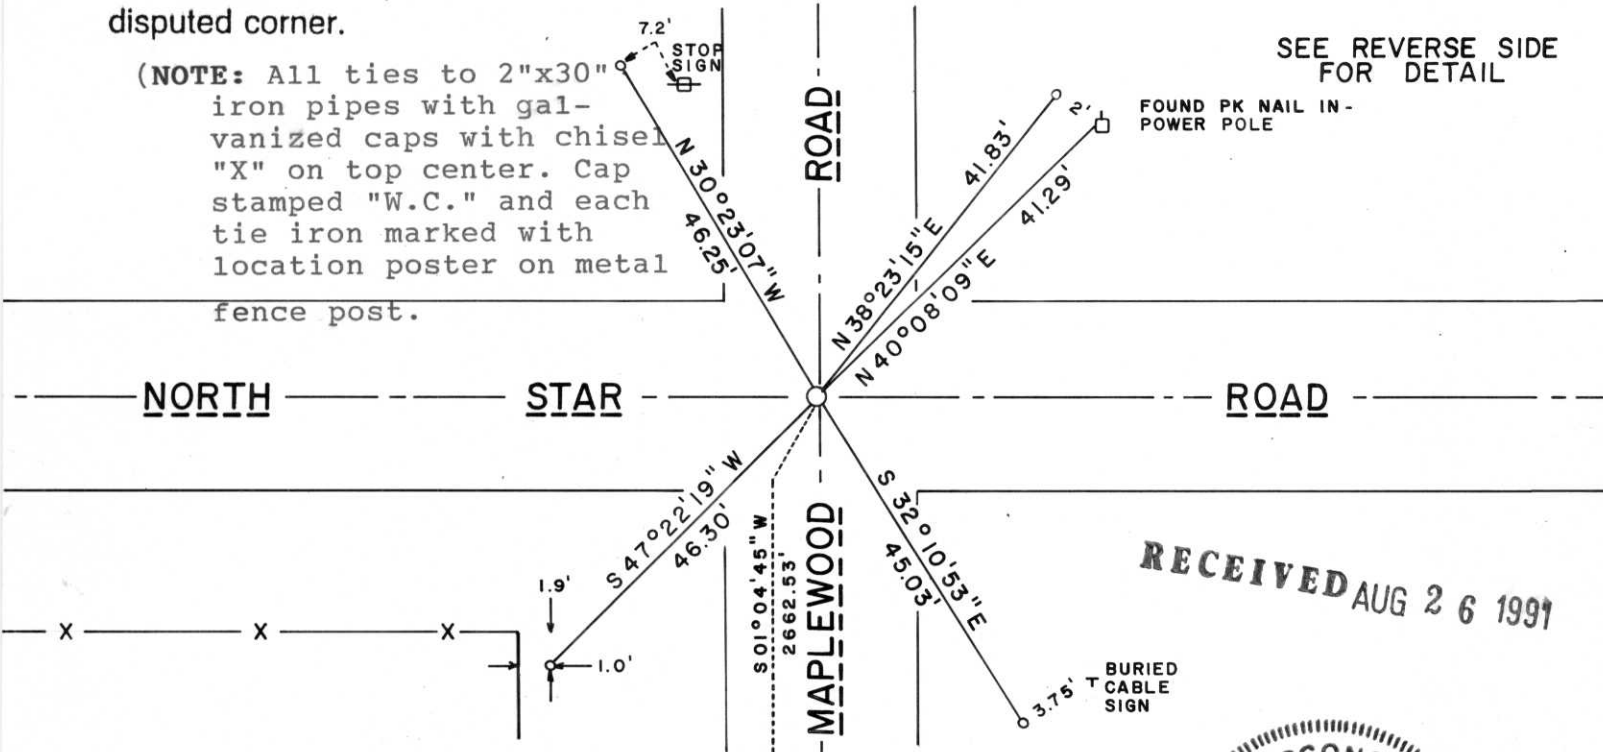 disputed corner.
(NOTE: All ties to 2"x30"
iron pipes with gal-
vanized caps with chisel
"X" on top center. Cap
stamped "W.C." and each
tie iron marked with
location poster on metal
fence post.
7.2'
STOP
SIGN
ROAD
SEE REVERSE SIDE
FOR DETAIL
2'
FOUND PK NAIL IN-
POWER POLE
N 30°23'07" W
46.25'
41.83'
N 38°23'15" E
41.29'
N 40°08'09" E
NORTH STAR ROAD
S 47°22'19" W
46.30'
S 01°04'45" W
2662.53'
MAPLEWOOD
S 32°10'53" E
45.03'
RECEIVED AUG 26 1991
1.9'
X X X
1.0'
3.75'
BURIED
CABLE
SIGN